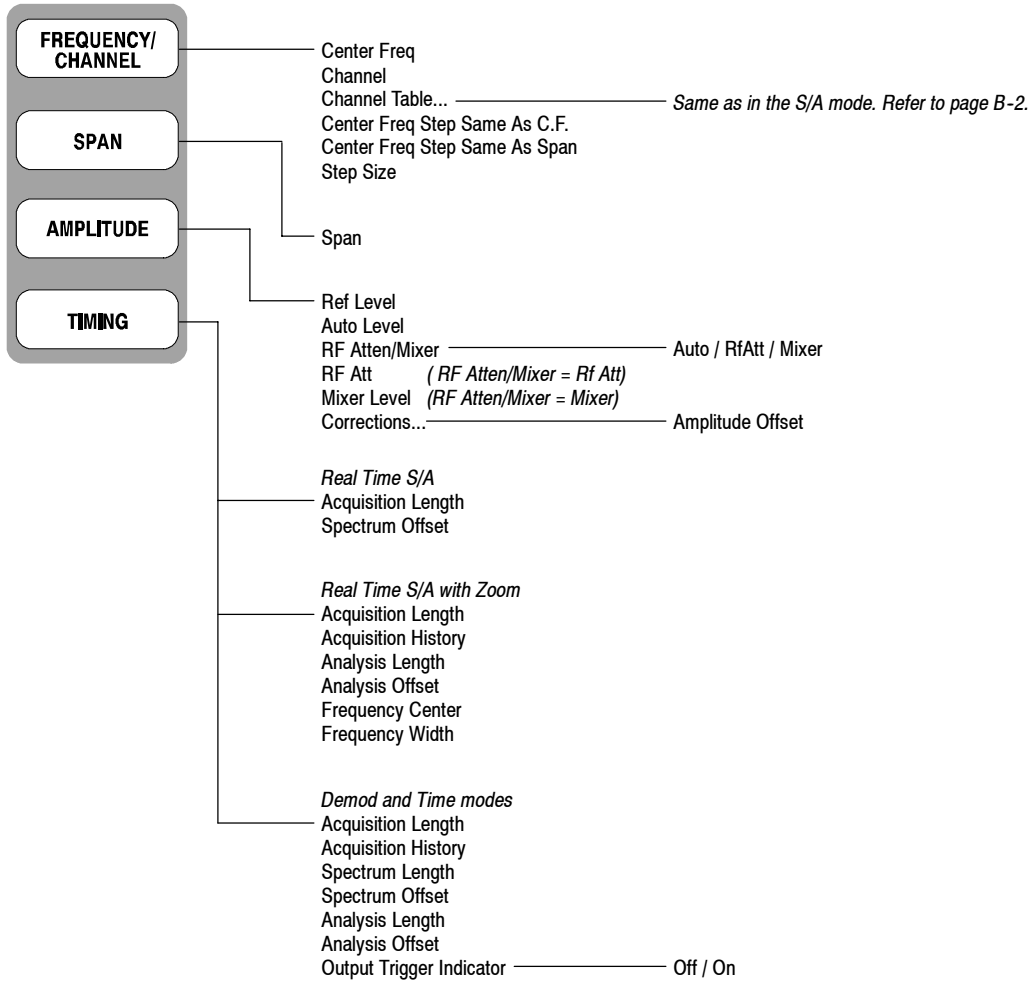 FREQUENCY/
CHANNEL
SPAN
AMPLITUDE
TIMING
Center Freq
Channel
Channel Table... Same as in the S/A mode. Refer to page B-2.
Center Freq Step Same As C.F.
Center Freq Step Same As Span
Step Size
Span
Ref Level
Auto Level
RF Atten/Mixer Auto / RfAtt / Mixer
RF Att ( RF Atten/Mixer = Rf Att)
Mixer Level (RF Atten/Mixer = Mixer)
Corrections... Amplitude Offset
Real Time S/A
Acquisition Length
Spectrum Offset
Real Time S/A with Zoom
Acquisition Length
Acquisition History
Analysis Length
Analysis Offset
Frequency Center
Frequency Width
Demod and Time modes
Acquisition Length
Acquisition History
Spectrum Length
Spectrum Offset
Analysis Length
Analysis Offset
Output Trigger Indicator Off / On